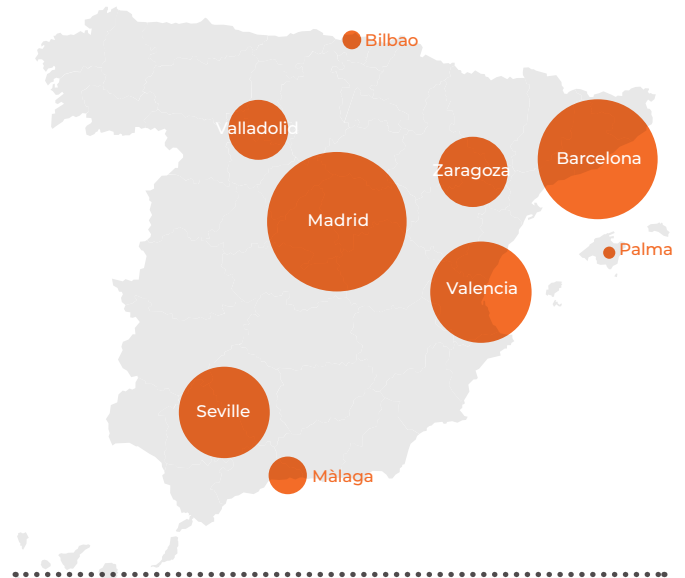 Bilbao
Valladolid
Barcelona
Zaragoza
Madrid
Palma
Valencia
Seville
Màlaga